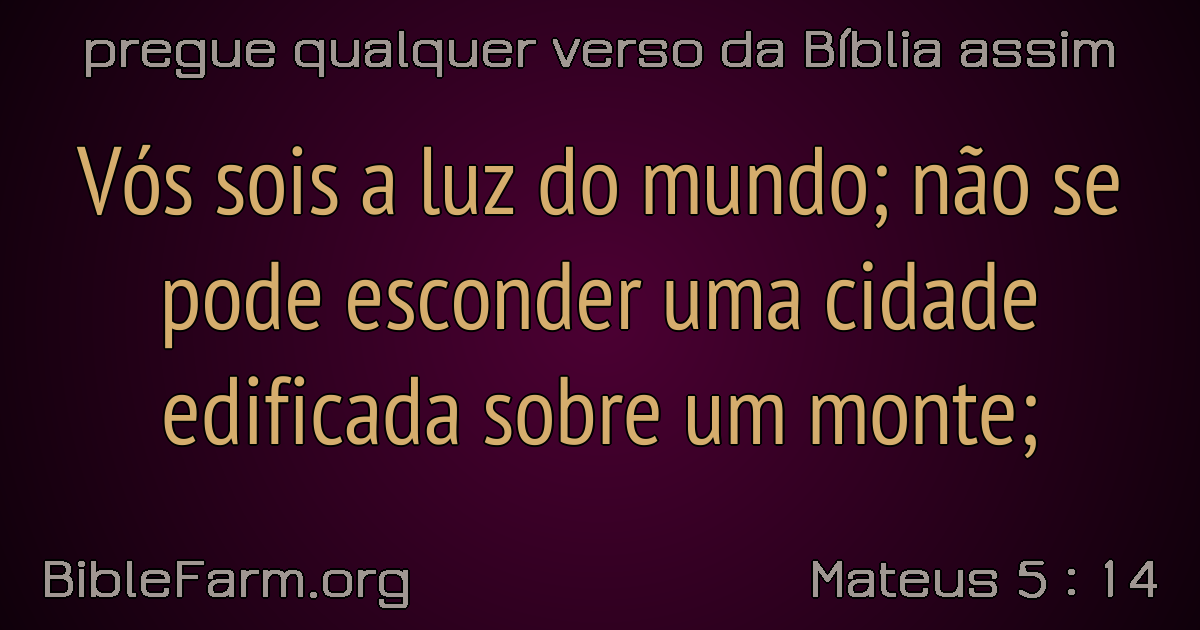 pregue qualquer verso da Bíblia assim
Vós sois a luz do mundo; não se
pode esconder uma cidade
edificada sobre um monte;
BibleFarm.org
Mateus 5 : 14